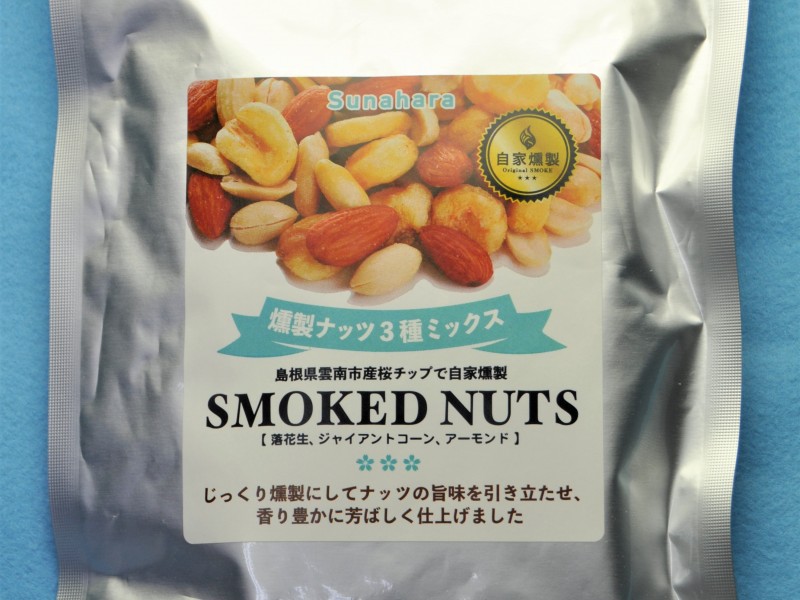 Sunahara
自家燻製
Original SMOKE
★★★
燻製ナッツ3種ミックス
島根県雲南市産桜チップで自家燻製
SMOKED NUTS
【 落花生、ジャイアントコーン、アーモンド 】
じっくり燻製にしてナッツの旨味を引き立たせ、
香り豊かに芳ばしく仕上げました